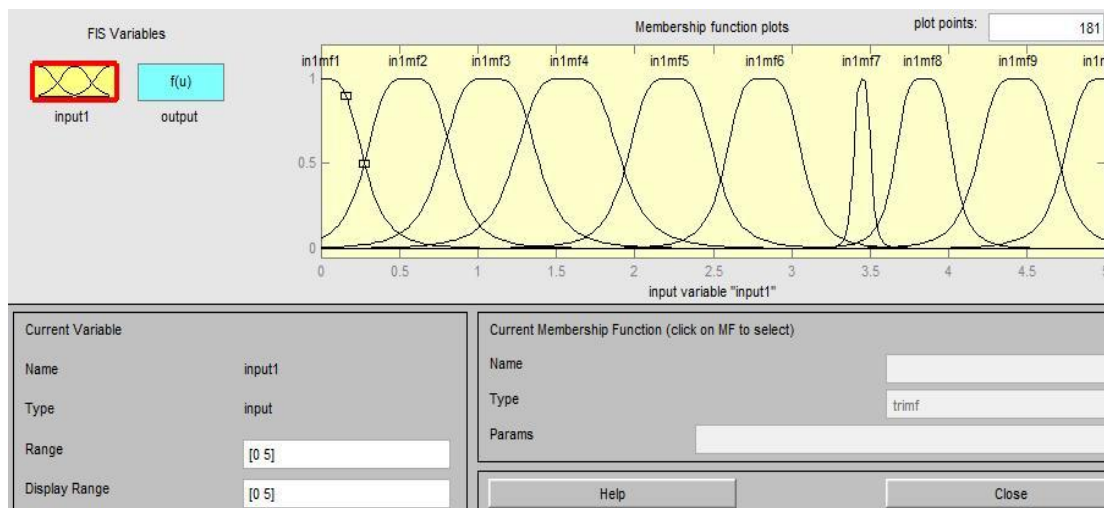 FIS Variables
f(u)
input1
output
Membership function plots
plot points:
181
in1mf1 in1mf2 in1mf3 in1mf4 in1mf5 in1mf6 in1mf7 in1mf8 in1mf9 in1m
1
0.5
0
0 0.5 1 1.5 2 2.5 3 3.5 4 4.5
input variable "input1"
Current Variable
Name input1
Type input
Range [0 5]
Display Range [0 5]
Current Membership Function (click on MF to select)
Name
Type trimf
Params
Help Close